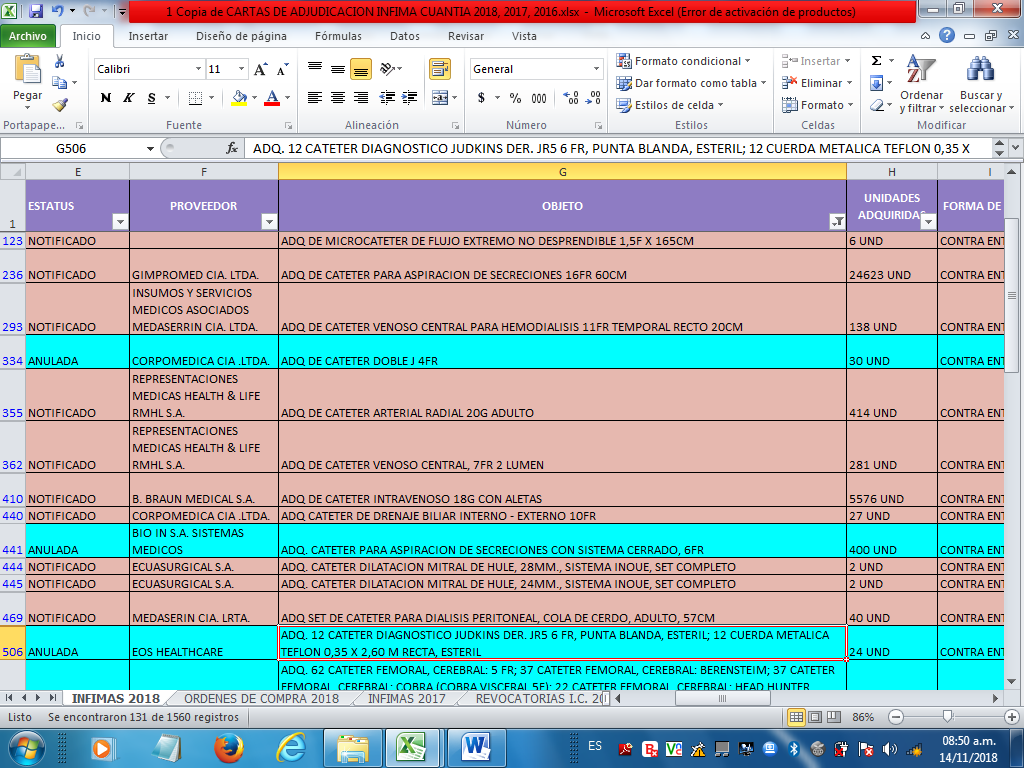 1 Copia de CARTAS DE ADJUDICACION INFIMA CUANTIA 2018, 2017, 2016.xlsx - Microsoft Excel (Error de activación de productos)
Archivo Inicio Insertar Diseño de página Fórmulas Datos Revisar Vista
Pegar
Calibri 11
N K S
General
$ % 000
Formato condicional
Dar formato como tabla
Estilos de celda
Insertar
Eliminar
Formato
Ordenar y filtrar
Buscar y seleccionar
Portapape... Fuente Alineación Número Estilos Celdas Modificar
G506 fx ADQ. 12 CATETER DIAGNOSTICO JUDKINS DER. JR5 6 FR, PUNTA BLANDA, ESTERIL; 12 CUERDA METALICA TEFLON 0,35 X
E F G H I
1 ESTATUS PROVEEDOR OBJETO UNIDADES ADQUIRIDAS FORMA DE
123 NOTIFICADO ADQ DE MICROCATETER DE FLUJO EXTREMO NO DESPRENDIBLE 1,5F X 165CM 6 UND CONTRA ENT
236 NOTIFICADO GIMPROMED CIA. LTDA. ADQ DE CATETER PARA ASPIRACION DE SECRECIONES 16FR 60CM 24623 UND CONTRA ENT
INSUMOS Y SERVICIOS
MEDICOS ASOCIADOS
293 NOTIFICADO MEDASERRIN CIA. LTDA. ADQ DE CATETER VENOSO CENTRAL PARA HEMODIALISIS 11FR TEMPORAL RECTO 20CM 138 UND CONTRA ENT
334 ANULADA CORPOMEDICA CIA .LTDA. ADQ DE CATETER DOBLE J 4FR 30 UND CONTRA ENT
REPRESENTACIONES
MEDICAS HEALTH & LIFE
355 NOTIFICADO RMHL S.A. ADQ DE CATETER ARTERIAL RADIAL 20G ADULTO 414 UND CONTRA ENT
REPRESENTACIONES
MEDICAS HEALTH & LIFE
362 NOTIFICADO RMHL S.A. ADQ DE CATETER VENOSO CENTRAL, 7FR 2 LUMEN 281 UND CONTRA ENT
410 NOTIFICADO B. BRAUN MEDICAL S.A. ADQ DE CATETER INTRAVENOSO 18G CON ALETAS 5576 UND CONTRA ENT
440 NOTIFICADO CORPOMEDICA CIA .LTDA. ADQ CATETER DE DRENAJE BILIAR INTERNO - EXTERNO 10FR 27 UND CONTRA ENT
BIO IN S.A. SISTEMAS
441 ANULADA MEDICOS ADQ. CATETER PARA ASPIRACION DE SECRECIONES CON SISTEMA CERRADO, 6FR 400 UND CONTRA ENT
444 NOTIFICADO ECUASURGICAL S.A. ADQ. CATETER DILATACION MITRAL DE HULE, 28MM., SISTEMA INOUE, SET COMPLETO 2 UND CONTRA ENT
445 NOTIFICADO ECUASURGICAL S.A. ADQ. CATETER DILATACION MITRAL DE HULE, 24MM., SISTEMA INOUE, SET COMPLETO 2 UND CONTRA ENT
469 NOTIFICADO MEDASERIN CIA. LRTA. ADQ SET DE CATETER PARA DIALISIS PERITONEAL, COLA DE CERDO, ADULTO, 57CM 40 UND CONTRA ENT
ADQ. 12 CATETER DIAGNOSTICO JUDKINS DER. JR5 6 FR, PUNTA BLANDA, ESTERIL; 12 CUERDA METALICA
506 ANULADA EOS HEALTHCARE TEFLON 0,35 X 2,60 M RECTA, ESTERIL 24 UND CONTRA ENT
ADQ. 62 CATETER FEMORAL, CEREBRAL: 5 FR; 37 CATETER FEMORAL, CEREBRAL: BERENSTEIM; 37 CATETER
FEMORAL, CEREBRAL: COBRA (COBRA VISCERAL 5F); 22 CATETER FEMORAL, CEREBRAL: HEAD HUNTER
INFIMAS 2018 ORDENES DE COMPRA 2018 INFIMAS 2017 REVOCATORIAS I.C. 20
Listo Se encontraron 131 de 1560 registros 86%
ES 08:50 a.m.
14/11/2018